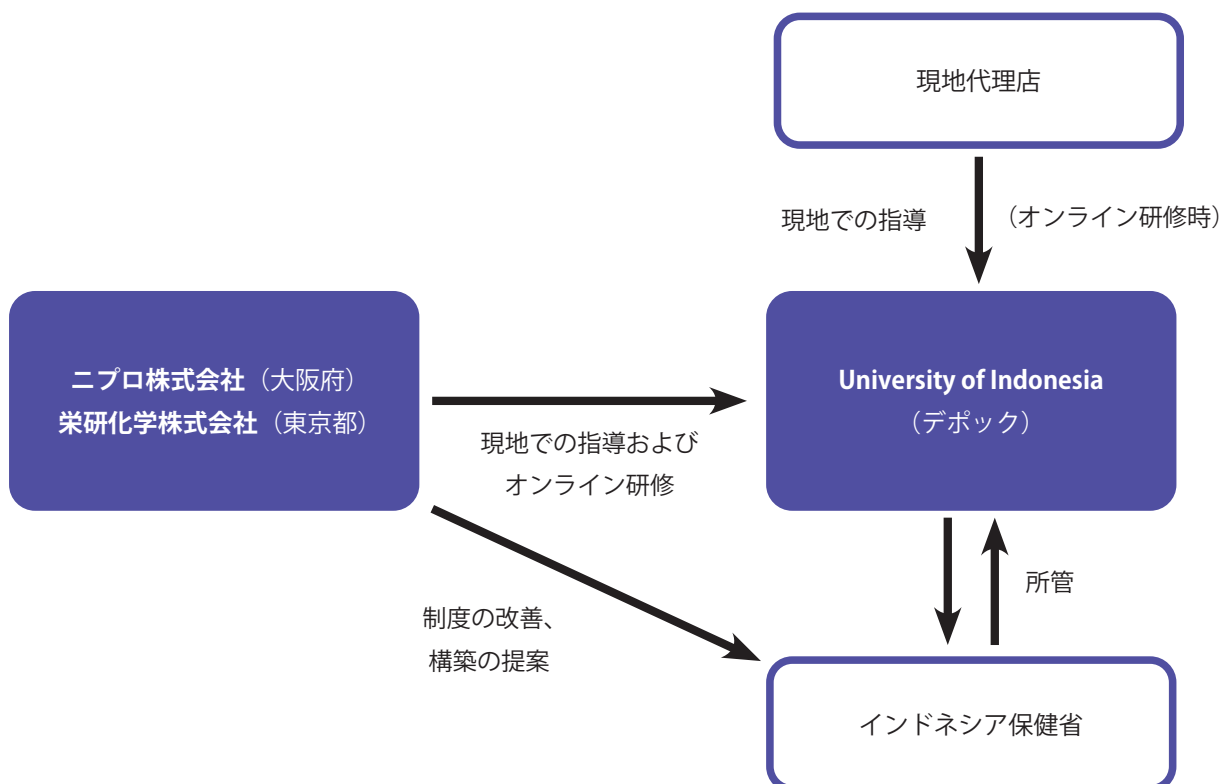 現地代理店
現地での指導
（オンライン研修時）
ニプロ株式会社（大阪府）
栄研化学株式会社（東京都）
University of Indonesia
（デポック）
現地での指導および
オンライン研修
所管
制度の改善、
構築の提案
インドネシア保健省